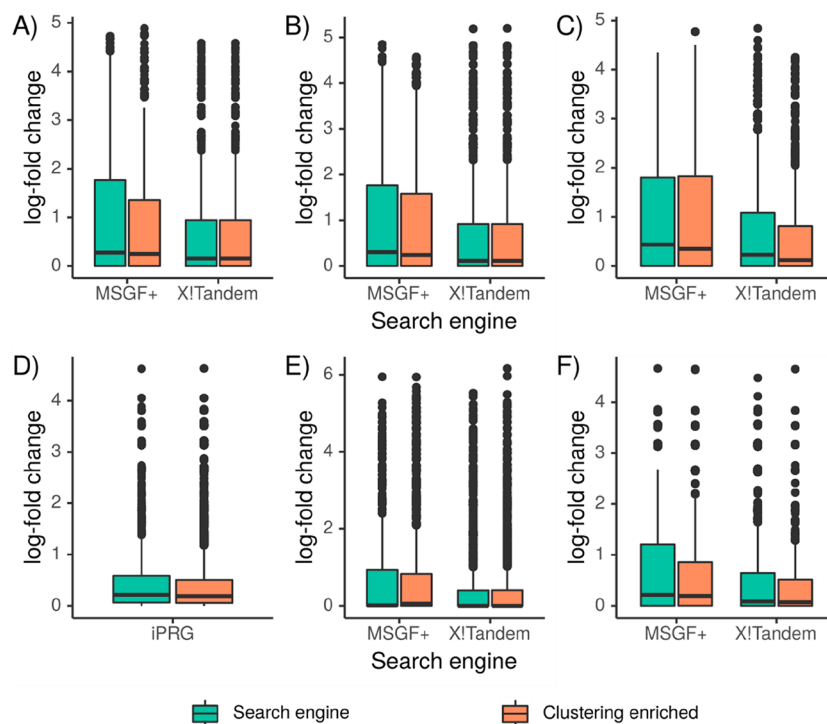 A)
log-fold change
5
4
3
2
1
0
MSGF+ X!Tandem
B)
log-fold change
5
4
3
2
1
0
MSGF+ X!Tandem
Search engine
C)
log-fold change
5
4
3
2
1
0
MSGF+ X!Tandem
D)
log-fold change
4
3
2
1
0
iPRG
E)
log-fold change
6
4
2
0
MSGF+ X!Tandem
Search engine
F)
log-fold change
4
3
2
1
0
MSGF+ X!Tandem
Search engine Clustering enriched